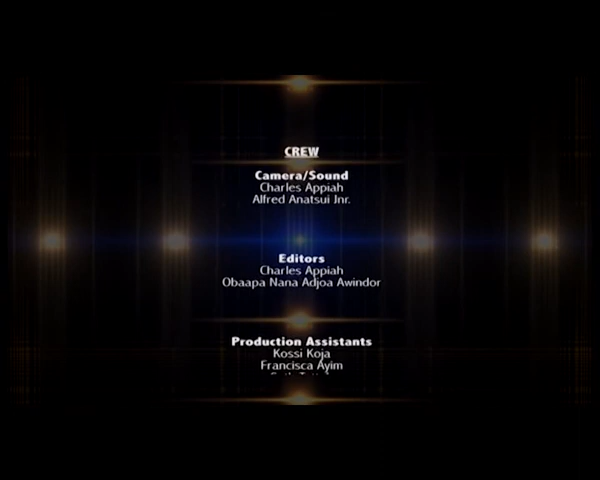 CREW
Camera/Sound
Charles Appiah
Alfred Anatsui Jnr.
Editors
Charles Appiah
Obaapa Nana Adjoa Awindor
Production Assistants
Kossi Koja
Francisca Ayim